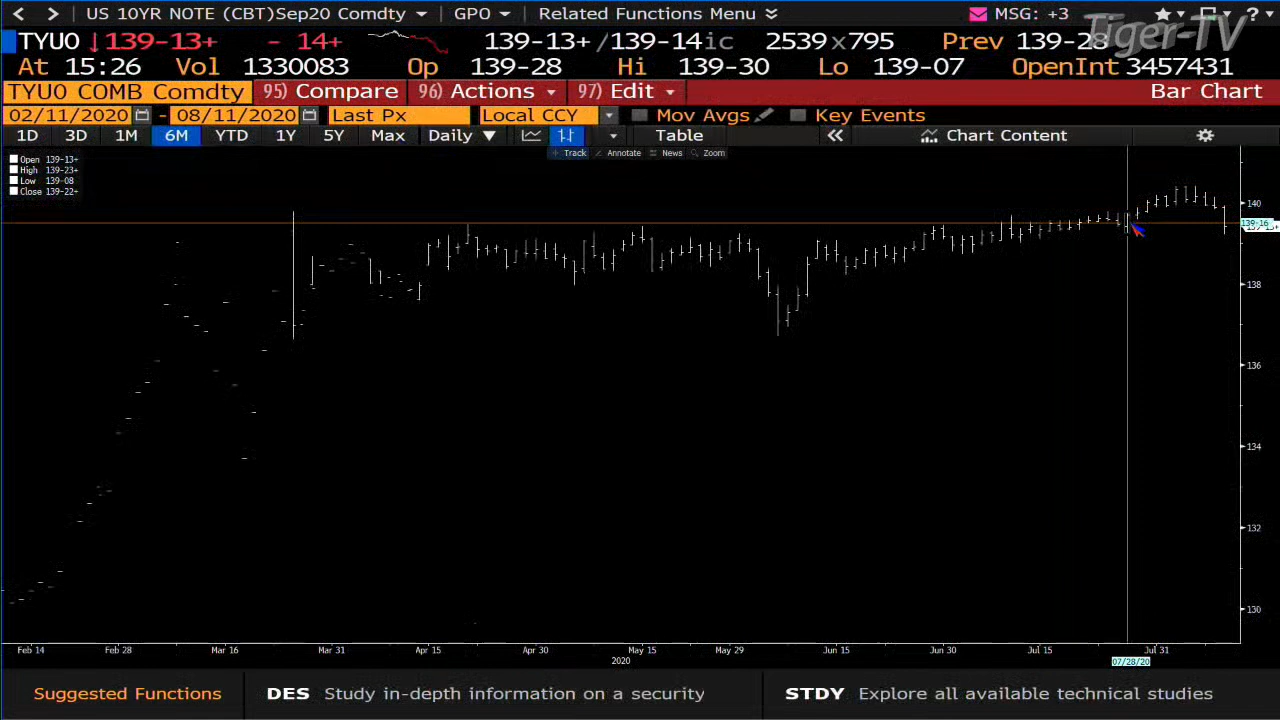 < > US 10YR NOTE (CBT)Sep20 Comdty GPO Related Functions Menu MSG: +3 ?
Tiger-TV
TYU0 ↓139-13+ - 14+ 139-13+/139-14ic 2539x795 Prev 139-28
At 15:26 Vol 1330083 Op 139-28 Hi 139-30 Lo 139-07 OpenInt 3457431
TYU0 COMB Comdty 95) Compare 96) Actions 97) Edit Bar Chart
02/11/2020 - 08/11/2020 Last Px Local CCY Mov Avgs Key Events
1D 3D 1M 6M YTD 1Y 5Y Max Daily ▼ Table « Chart Content
Track Annotate News Zoom
Open 139-13+
High 139-23+
Low 139-08
Close 139-22+
140
139-16
138
136
134
132
130
Feb 14 Feb 28 Mar 16 Mar 31 Apr 15 Apr 30 May 15 May 29 Jun 15 Jun 30 Jul 15 Jul 31
2020 07/28/20
Suggested Functions DES Study in-depth information on a security STDY Explore all available technical studies